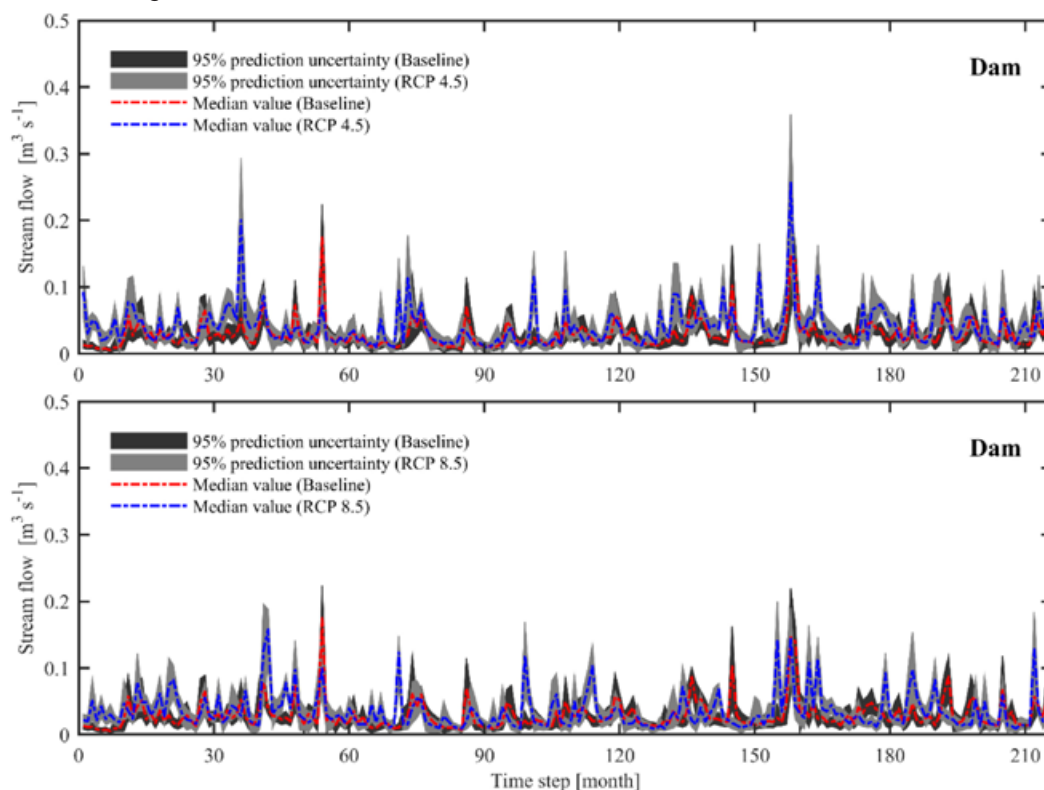 0.5
95% prediction uncertainty (Baseline)
Dam
0.4
95% prediction uncertainty (RCP 4.5)
Median value (Baseline)
Median value (RCP 4.5)
0.3
Stream flow [m³ s⁻¹]
0.2
0.1
0
0 30 60 90 120 150 180 210
0.5
95% prediction uncertainty (Baseline)
Dam
0.4
95% prediction uncertainty (RCP 8.5)
Median value (Baseline)
Median value (RCP 8.5)
0.3
Stream flow [m³ s⁻¹]
0.2
0.1
0
0 30 60 90 120 150 180 210
Time step [month]